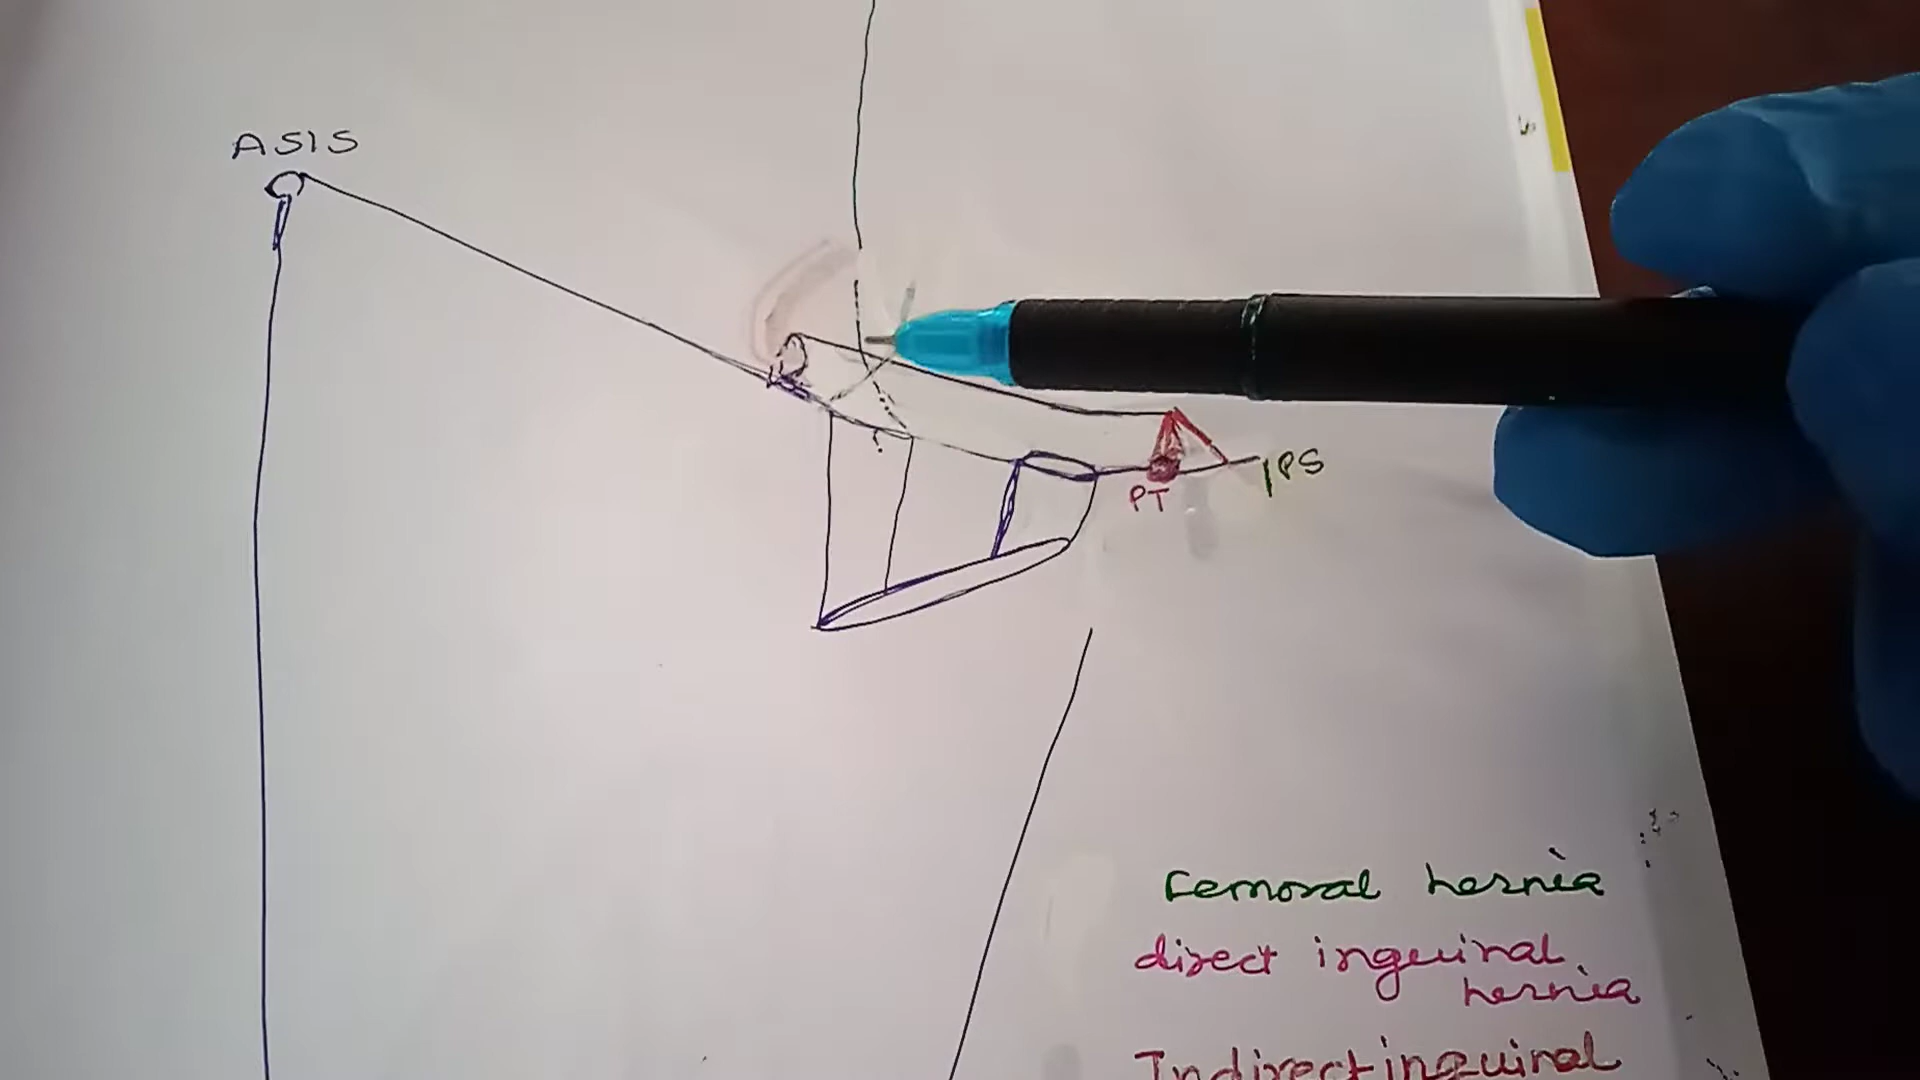 ASIS
PS
PT
Femoral hernia
direct inguinal
hernia
Indirect inguinal